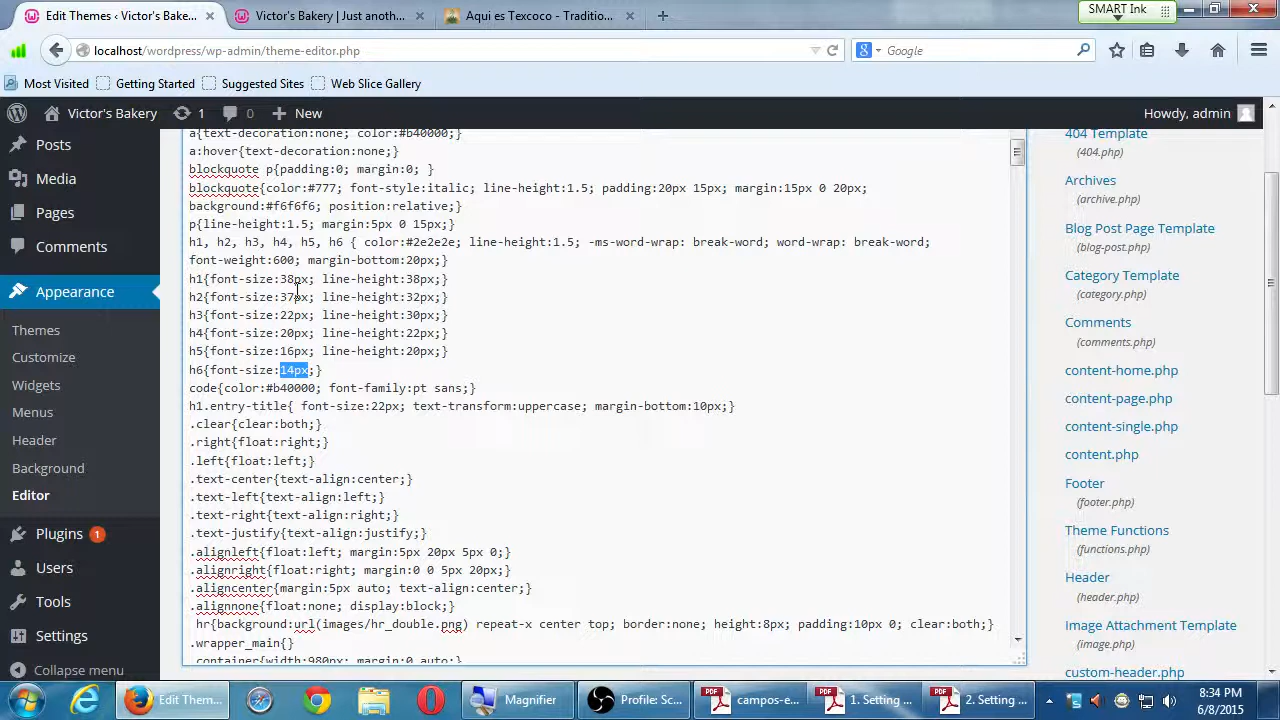 Edit Themes ‹ Victor's Bake... ×
Victor's Bakery | Just anoth... ×
Aqui es Texcoco - Traditio... ×
SMART Ink
localhost/wordpress/wp-admin/theme-editor.php
Google
Most Visited
Getting Started
Suggested Sites
Web Slice Gallery
Victor's Bakery
1
0
New
Howdy, admin
Posts
Media
Pages
Comments
Appearance
Themes
Customize
Widgets
Menus
Header
Background
Editor
Plugins 1
Users
Tools
Settings
Collapse menu
a{text-decoration:none; color:#b40000;}
a:hover{text-decoration:none;}
blockquote p{padding:0; margin:0; }
blockquote{color:#777; font-style:italic; line-height:1.5; padding:20px 15px; margin:15px 0 20px;
background:#f6f6f6; position:relative;}
p{line-height:1.5; margin:5px 0 15px;}
h1, h2, h3, h4, h5, h6 { color:#2e2e2e; line-height:1.5; -ms-word-wrap: break-word; word-wrap: break-word;
font-weight:600; margin-bottom:20px;}
h1{font-size:38px; line-height:38px;}
h2{font-size:37px; line-height:32px;}
h3{font-size:22px; line-height:30px;}
h4{font-size:20px; line-height:22px;}
h5{font-size:16px; line-height:20px;}
h6{font-size:14px;}
code{color:#b40000; font-family:pt sans;}
h1.entry-title{ font-size:22px; text-transform:uppercase; margin-bottom:10px;}
.clear{clear:both;}
.right{float:right;}
.left{float:left;}
.text-center{text-align:center;}
.text-left{text-align:left;}
.text-right{text-align:right;}
.text-justify{text-align:justify;}
.alignleft{float:left; margin:5px 20px 5px 0;}
.alignright{float:right; margin:0 0 5px 20px;}
.aligncenter{margin:5px auto; text-align:center;}
.alignnone{float:none; display:block;}
hr{background:url(images/hr_double.png) repeat-x center top; border:none; height:8px; padding:10px 0; clear:both;}
.wrapper_main{}
.container{width:980px; margin:0 auto;}
404 Template
(404.php)
Archives
(archive.php)
Blog Post Page Template
(blog-post.php)
Category Template
(category.php)
Comments
(comments.php)
content-home.php
content-page.php
content-single.php
content.php
Footer
(footer.php)
Theme Functions
(functions.php)
Header
(header.php)
Image Attachment Template
(image.php)
custom-header.php
Edit Them...
Magnifier
Profile: Sc...
campos-e...
1. Setting ...
2. Setting ...
8:34 PM
6/8/2015